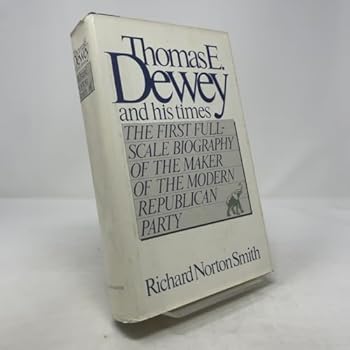 Thomas E.
Dewey
and his times
THE FIRST FULL-
SCALE BIOGRAPHY
OF THE MAKER
OF THE MODERN
REPUBLICAN
PARTY
Richard Norton Smith